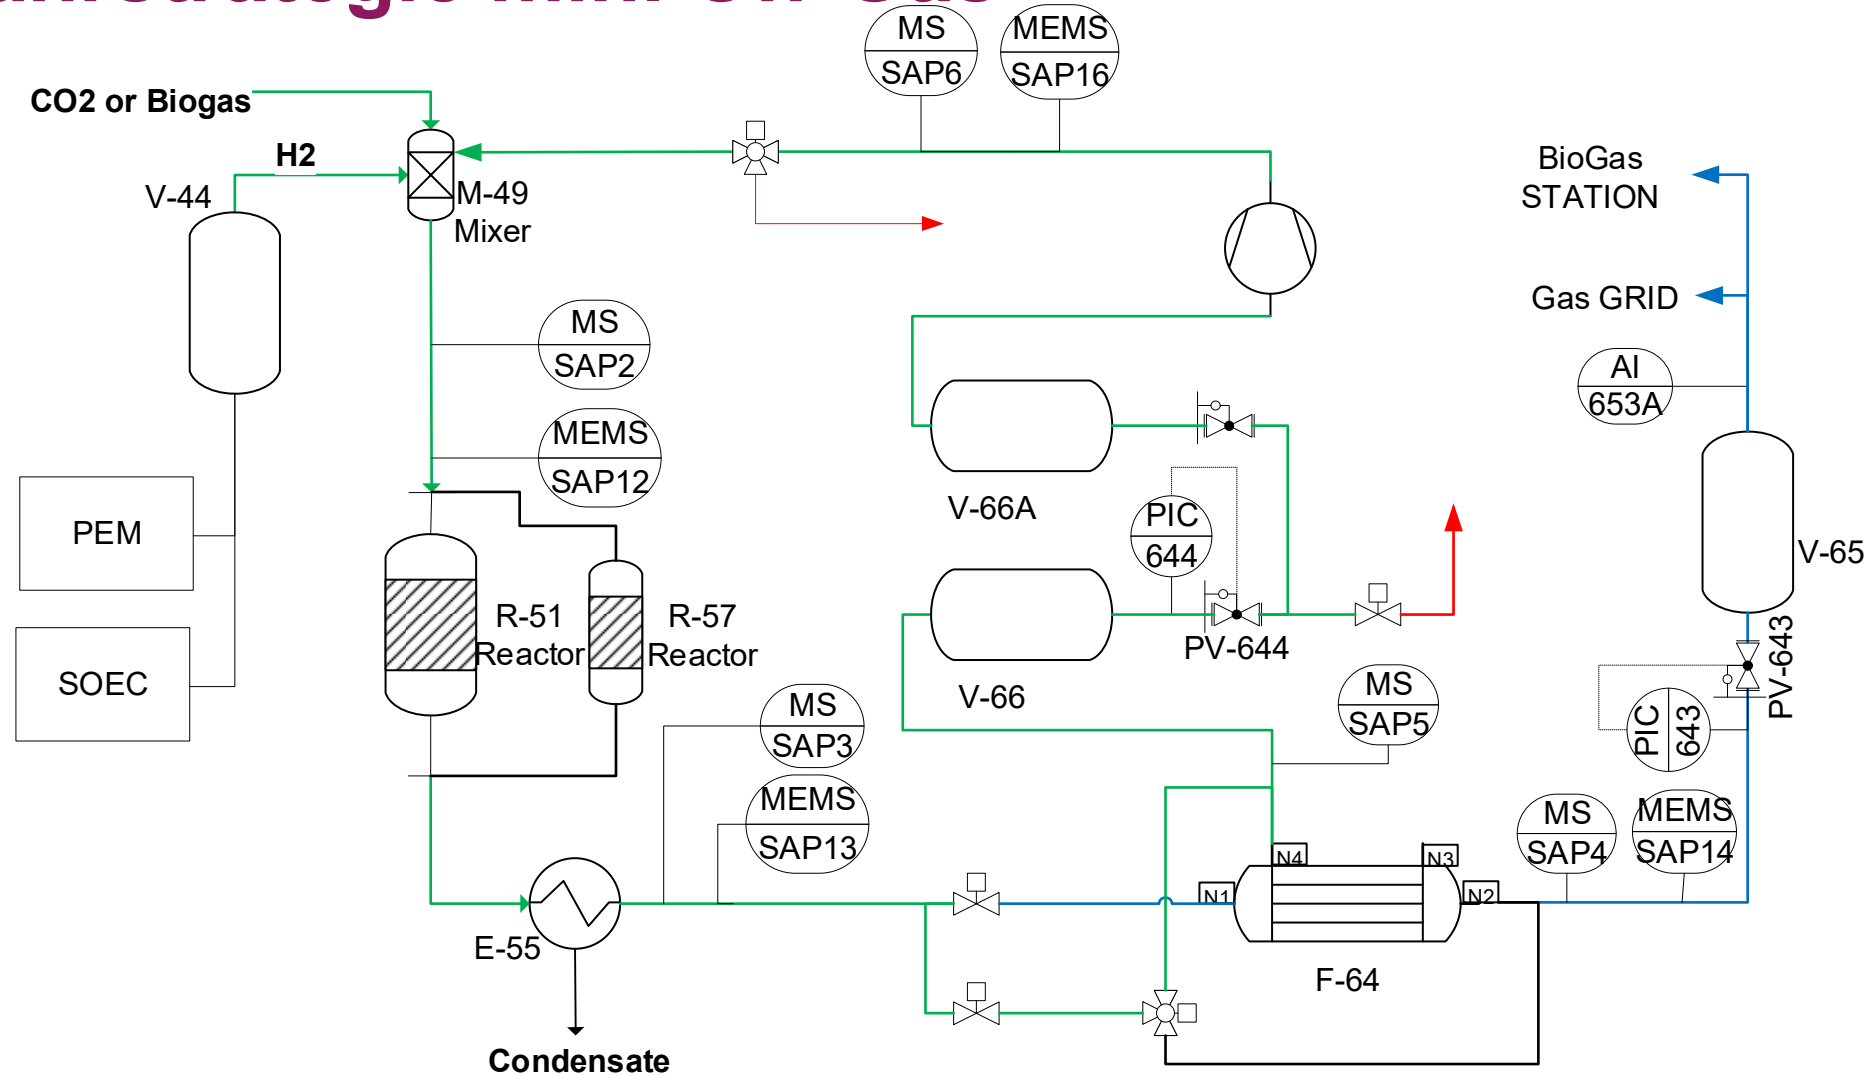 CO2 or Biogas
H2
V-44
M-49
Mixer
MS
SAP6
MEMS
SAP16
BioGas
STATION
Gas GRID
AI
653A
MS
SAP2
MEMS
SAP12
V-66A
PIC
644
V-65
PEM
SOEC
R-51
Reactor
R-57
Reactor
PV-644
V-66
PV-643
PIC
643
MS
SAP3
MS
SAP5
MEMS
SAP13
MS
SAP4
MEMS
SAP14
N4
N3
N1
N2
E-55
F-64
Condensate